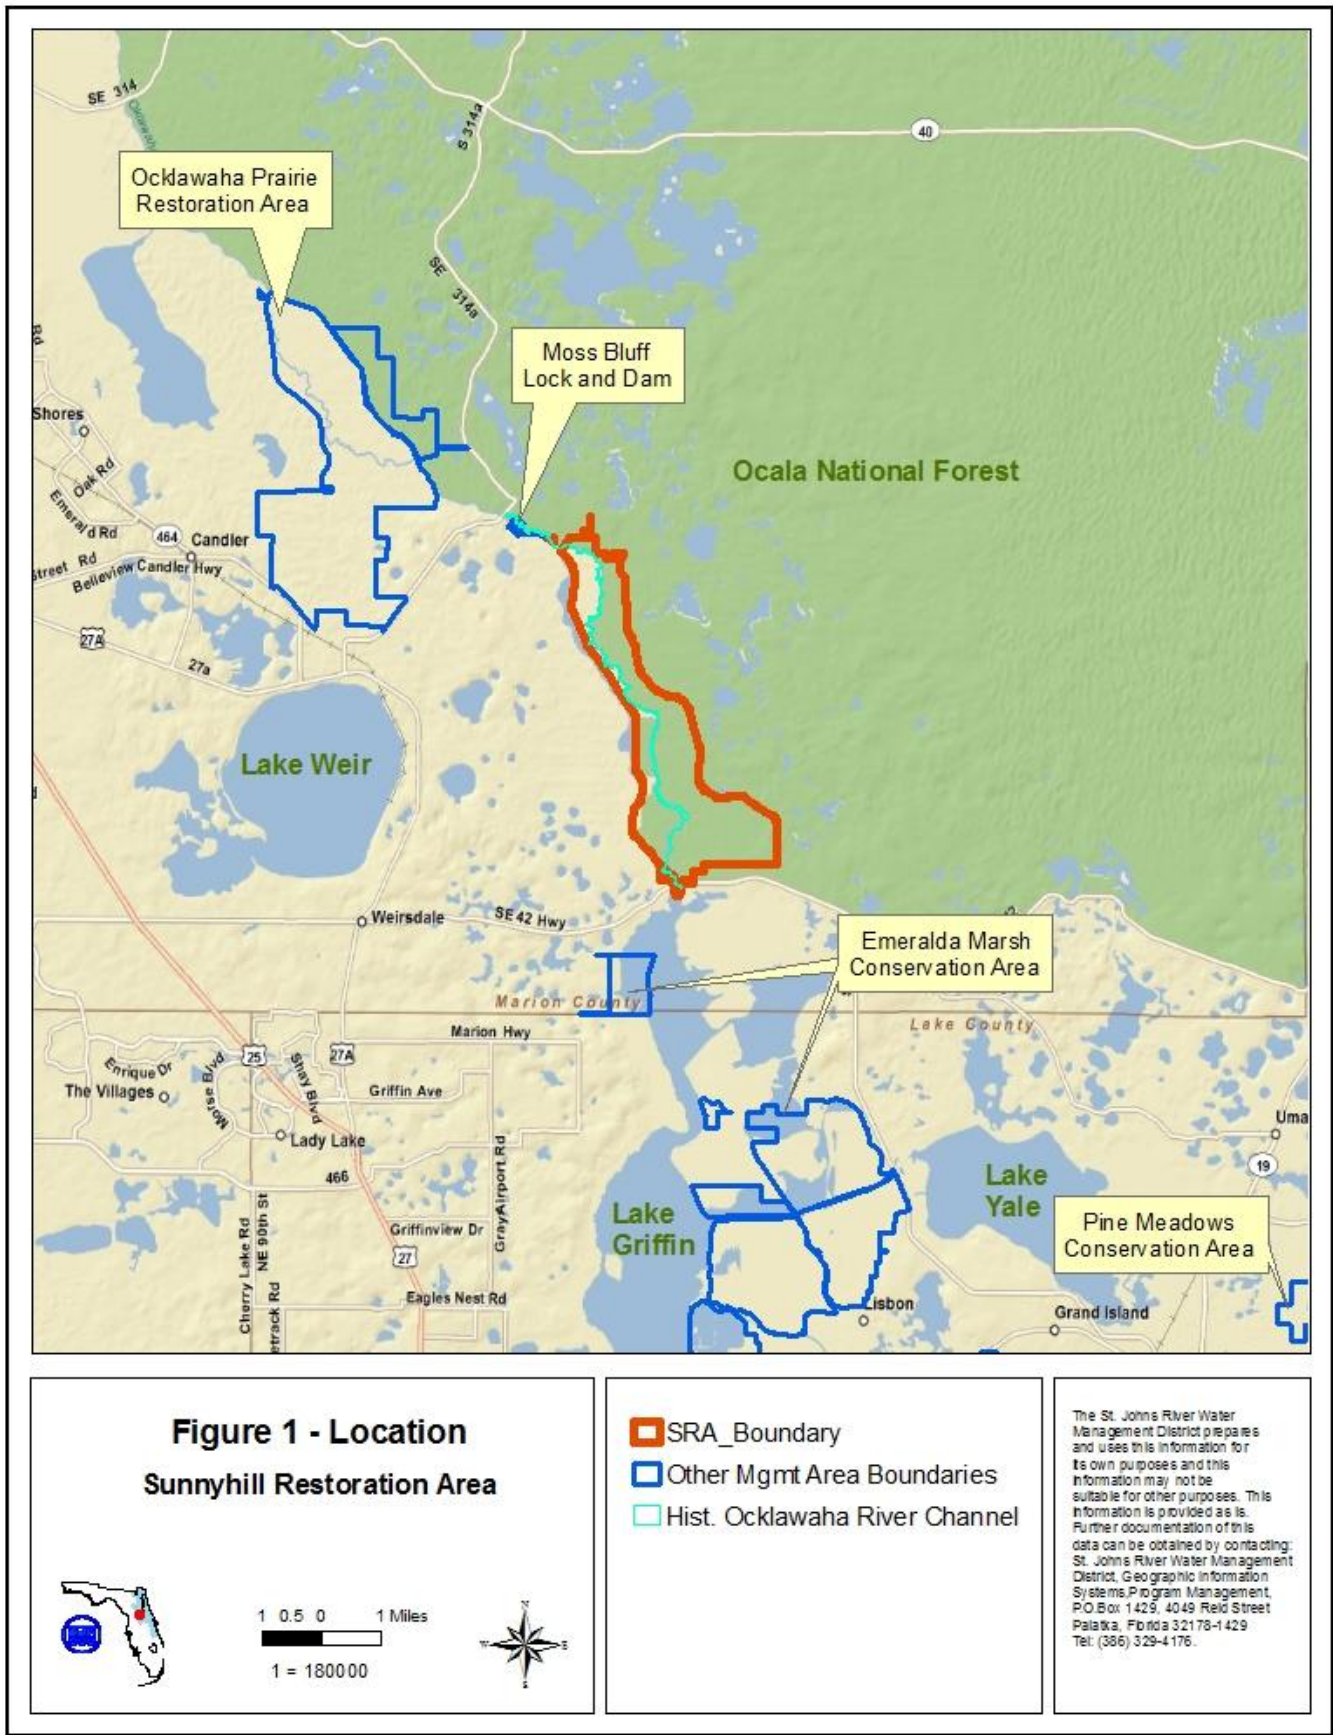 SE 314
Ocklawaha
S 314a
40
Ocklawaha Prairie
Restoration Area
SE 314a
Rd
Moss Bluff
Lock and Dam
Shores
Oak Rd
Emerald Rd
Ocala National Forest
464
Candler
Street Rd
Belleview Candler Hwy
27A
27a
Lake Weir
Weirsdale
SE 42 Hwy
Emeralda Marsh
Conservation Area
Marion County
Lake County
Marion Hwy
25
27A
Enrique Dr
The Villages
Morse Blvd
Shay Blvd
Griffin Ave
Lady Lake
466
Uma
19
Lake
Yale
Lake
Griffin
Pine Meadows
Conservation Area
Cherry Lake Rd
NE 90th St
Gray Airport Rd
Griffinview Dr
27
Eagles Nest Rd
etrack Rd
Lisbon
Grand Island
Figure 1 - Location
Sunnyhill Restoration Area
1 0.5 0 1 Miles
1 = 180000
N
W
E
S
SRA_Boundary
Other Mgmt Area Boundaries
Hist. Ocklawaha River Channel
The St. Johns River Water
Management District prepares
and uses this information for
its own purposes and this
information may not be
suitable for other purposes. This
information is provided as is.
Further documentation of this
data can be obtained by contacting:
St. Johns River Water Management
District, Geographic Information
Systems,Program Management,
P.O.Box 1429, 4049 Reid Street
Palatka, Florida 32178-1429
Tel: (386) 329-4176.